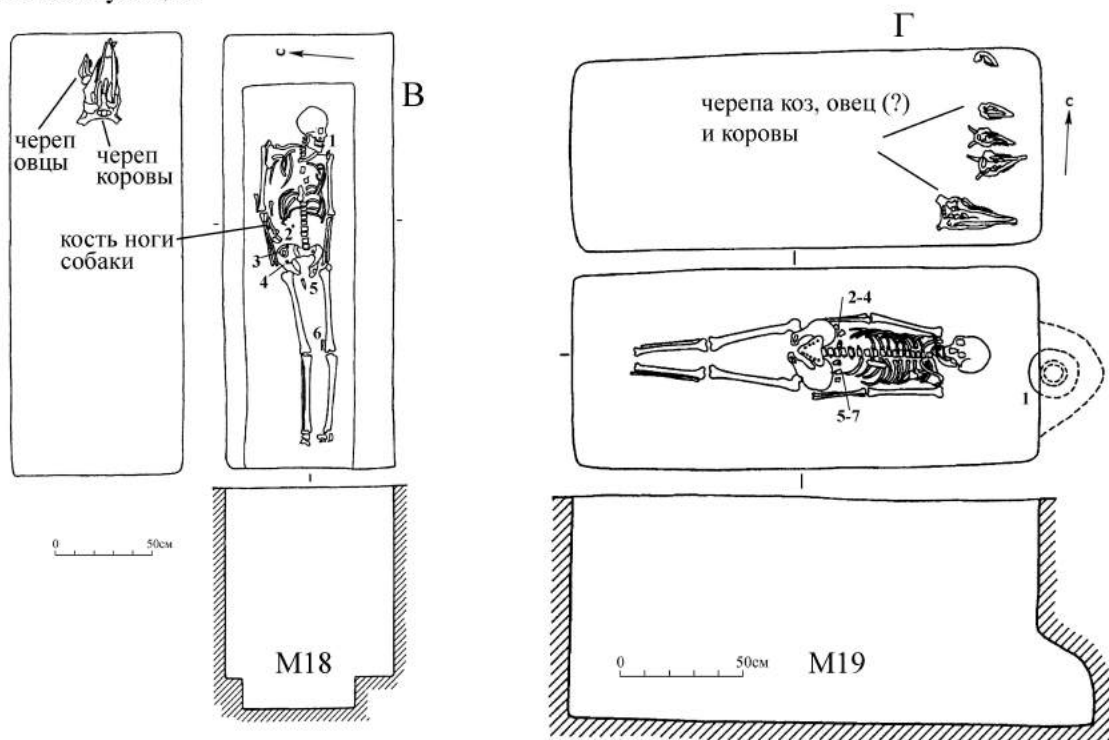 В
с
череп
овцы
череп
коровы
кость ноги
собаки
1
2
3
4
5
6
0 50см
М18
Г
черепа коз, овец (?)
и коровы
с
2-4
5-7
1
0 50см
М19